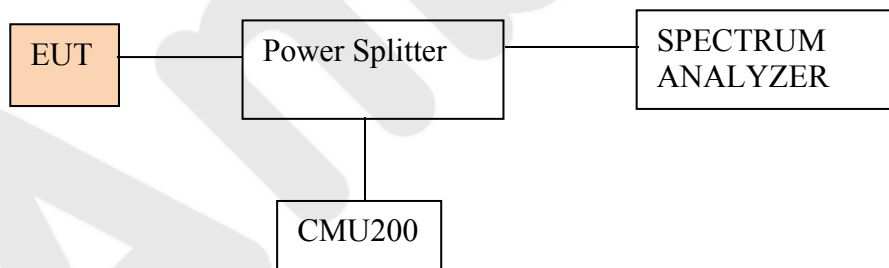 EUT
Power Splitter
SPECTRUM
ANALYZER
CMU200